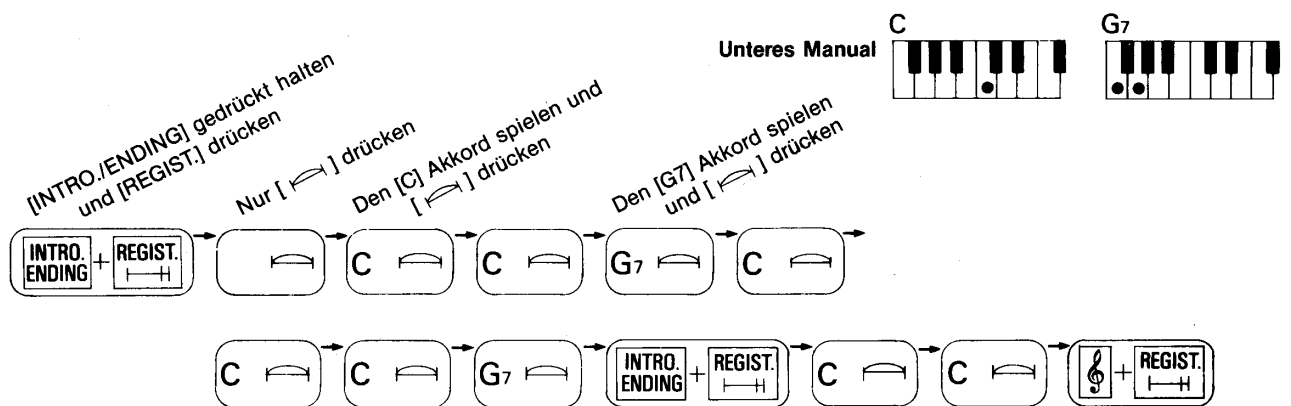 C
G7
Unteres Manual
[INTRO./ENDING] gedrückt halten
und [REGIST.] drücken
Nur [ ] drücken
Den [C] Akkord spielen und
[ ] drücken
Den [G7] Akkord spielen
und [ ] drücken
INTRO.
ENDING
+
REGIST.
C
C
G7
C
C
C
G7
INTRO.
ENDING
+
REGIST.
C
C
+
REGIST.